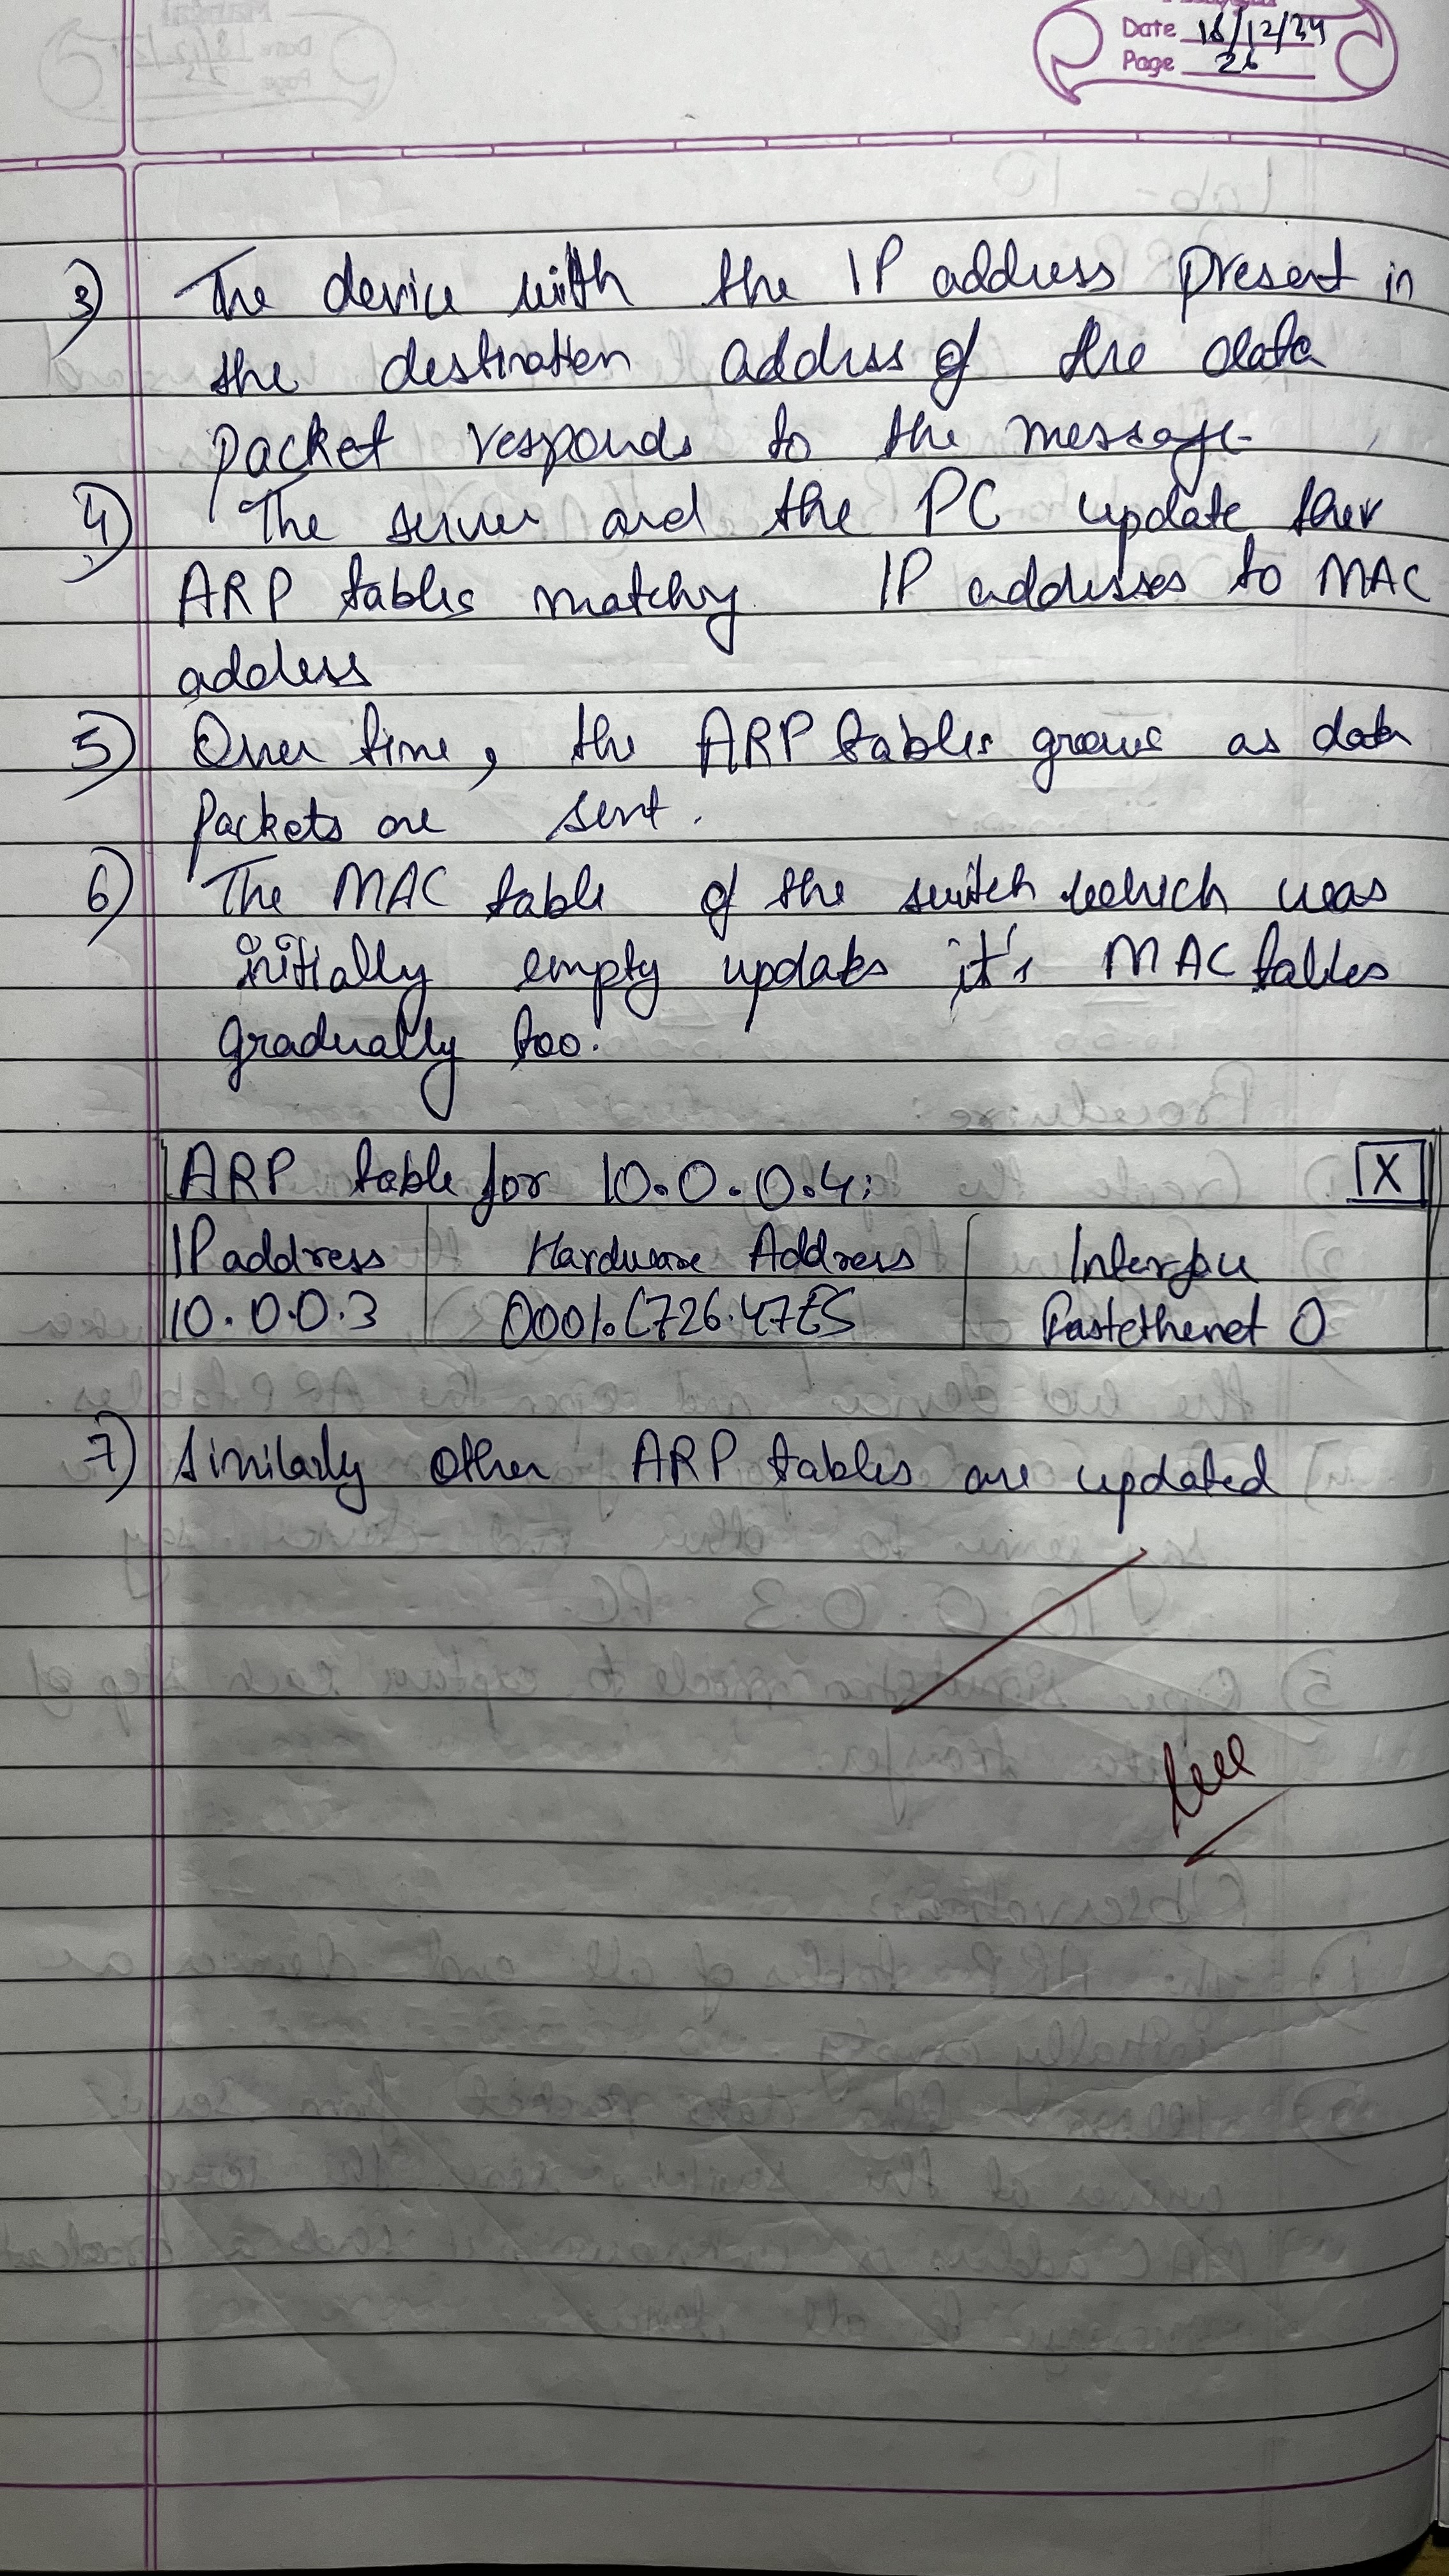 Date 18/12/24
Page 26
3) The device with the IP address present in
the destination address of the data
packet responds to the message
4) The server and the PC update their
ARP tables matching IP addresses to MAC
address
5) Over time, the ARP tables grows as data
packets are sent.
6) The MAC table of the switch which was
initially empty updates it's MAC tables
gradually too.
ARP table for 10.0.0.4: X
IP address Hardware Address Interface
10.0.0.3 0001.C726.47E5 Fastethernet 0
7) Similarly other ARP tables are updated